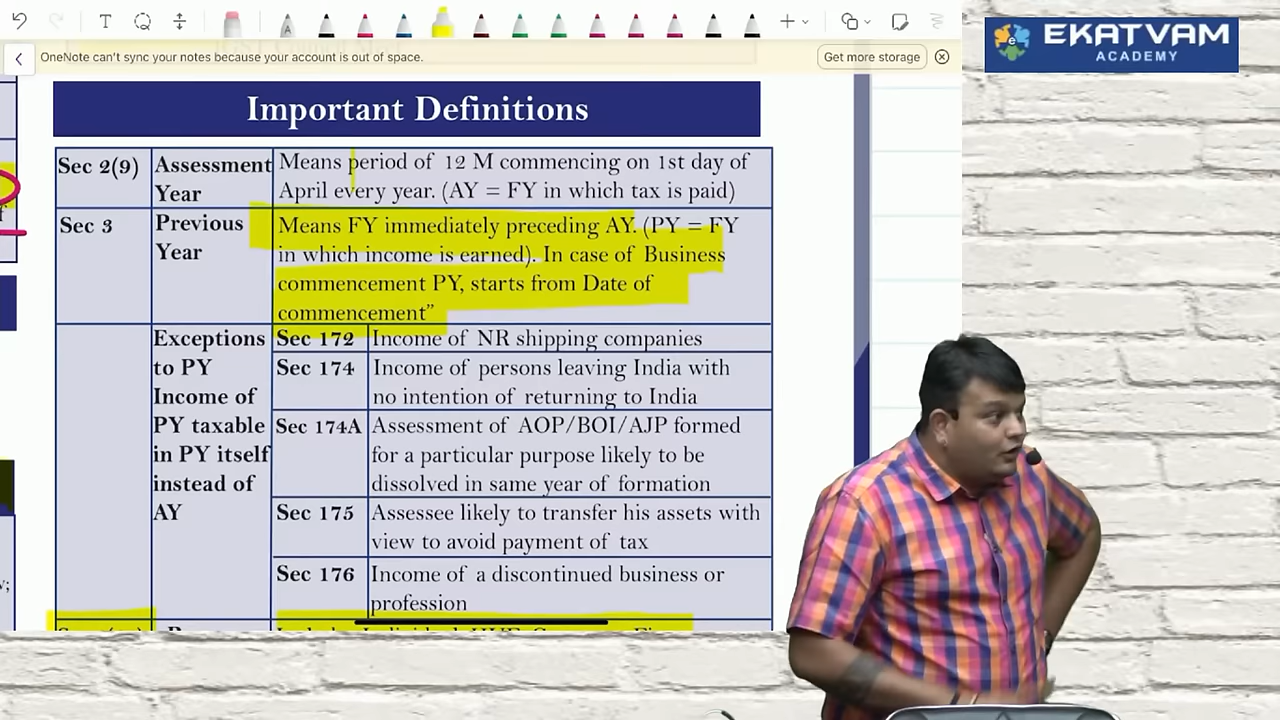 OneNote can't sync your notes because your account is out of space.
Get more storage
EKATVAM
ACADEMY
Important Definitions
Sec 2(9)
Assessment
Year
Means period of 12 M commencing on 1st day of
April every year. (AY = FY in which tax is paid)
Sec 3
Previous
Year
Means FY immediately preceding AY. (PY = FY
in which income is earned). In case of Business
commencement PY, starts from Date of
commencement”
Exceptions
to PY
Income of
PY taxable
in PY itself
instead of
AY
Sec 172
Income of NR shipping companies
Sec 174
Income of persons leaving India with
no intention of returning to India
Sec 174A
Assessment of AOP/BOI/AJP formed
for a particular purpose likely to be
dissolved in same year of formation
Sec 175
Assessee likely to transfer his assets with
view to avoid payment of tax
Sec 176
Income of a discontinued business or
profession